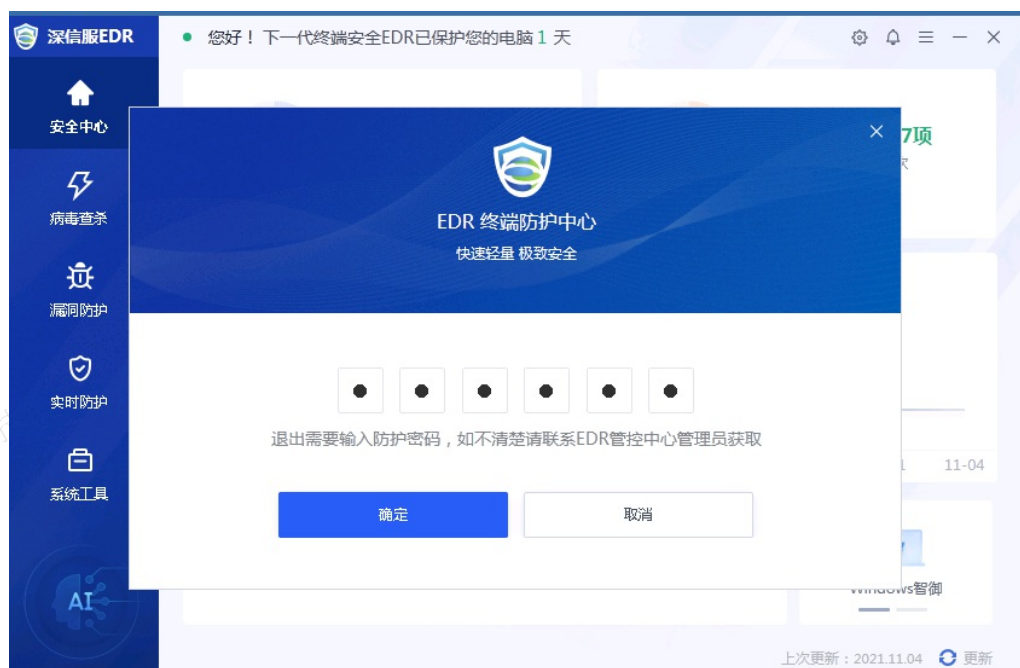 深信服EDR
您好！下一代终端安全EDR已保护您的电脑 1 天
安全中心
7项
病毒查杀
EDR 终端防护中心
快速轻量 极致安全
漏洞防护
实时防护
退出需要输入防护密码，如不清楚请联系EDR管控中心管理员获取
11-04
系统工具
确定
取消
Windows智御
AI
上次更新：2021.11.04
更新